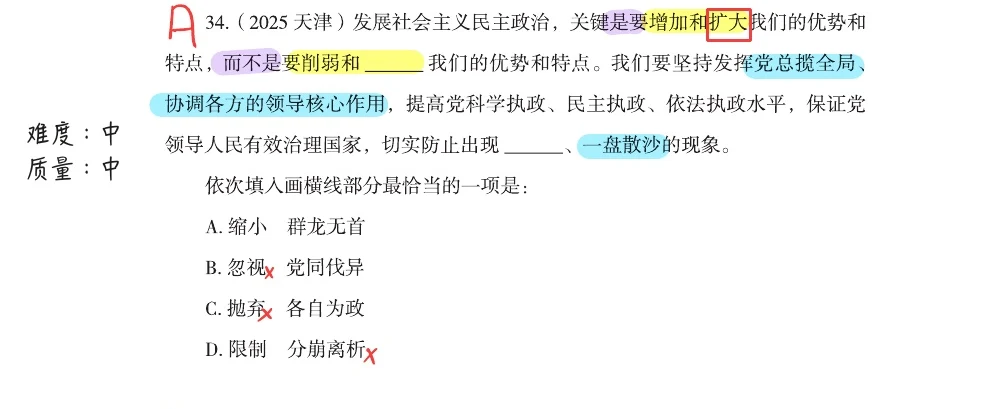 A 34.（2025 天津）发展社会主义民主政治，关键是要增加和扩大我们的优势和
特点，而不是要削弱和 ______ 我们的优势和特点。我们要坚持发挥党总揽全局、
协调各方的领导核心作用，提高党科学执政、民主执政、依法执政水平，保证党
领导人民有效治理国家，切实防止出现 ______、一盘散沙的现象。
难度：中
质量：中
依次填入画横线部分最恰当的一项是：
A. 缩小 群龙无首
B. 忽视x 党同伐异
C. 抛弃x 各自为政
D. 限制 分崩离析x